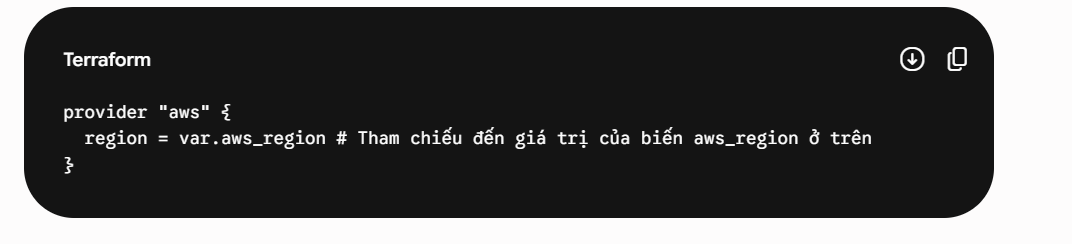 Terraform
provider "aws" {
  region = var.aws_region # Tham chiếu đến giá trị của biến aws_region ở trên
}